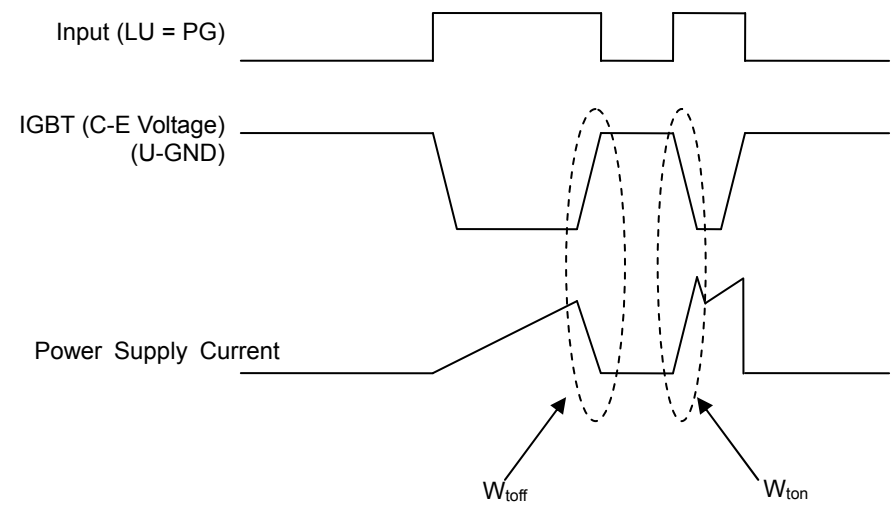 Input (LU = PG)
IGBT (C-E Voltage)
(U-GND)
Power Supply Current
Wtoff
Wton